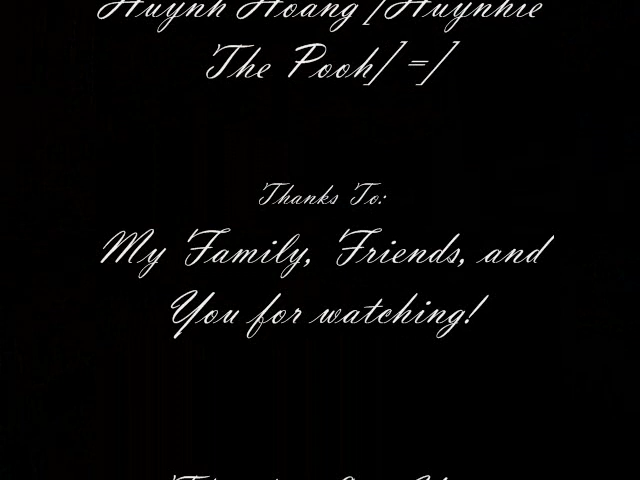 Huynh Hoang [Huynhie
The Pooh] =]
Thanks To:
My Family, Friends, and
You for watching!